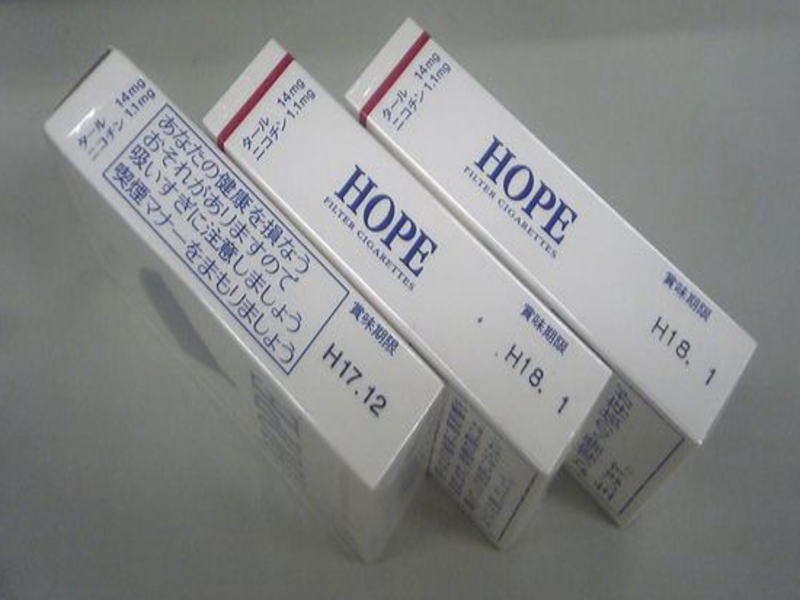 タール 14mg
ニコチン 1.1mg
あなたの健康を損なう
おそれがありますので
吸いすぎに注意しましょう
喫煙マナーをまもりましょう
賞味期限
H17.12
タール 14mg
ニコチン 1.1mg
HOPE
FILTER CIGARETTES
賞味期限
H18. 1
タール 14mg
ニコチン 1.1mg
HOPE
FILTER CIGARETTES
賞味期限
H18. 1